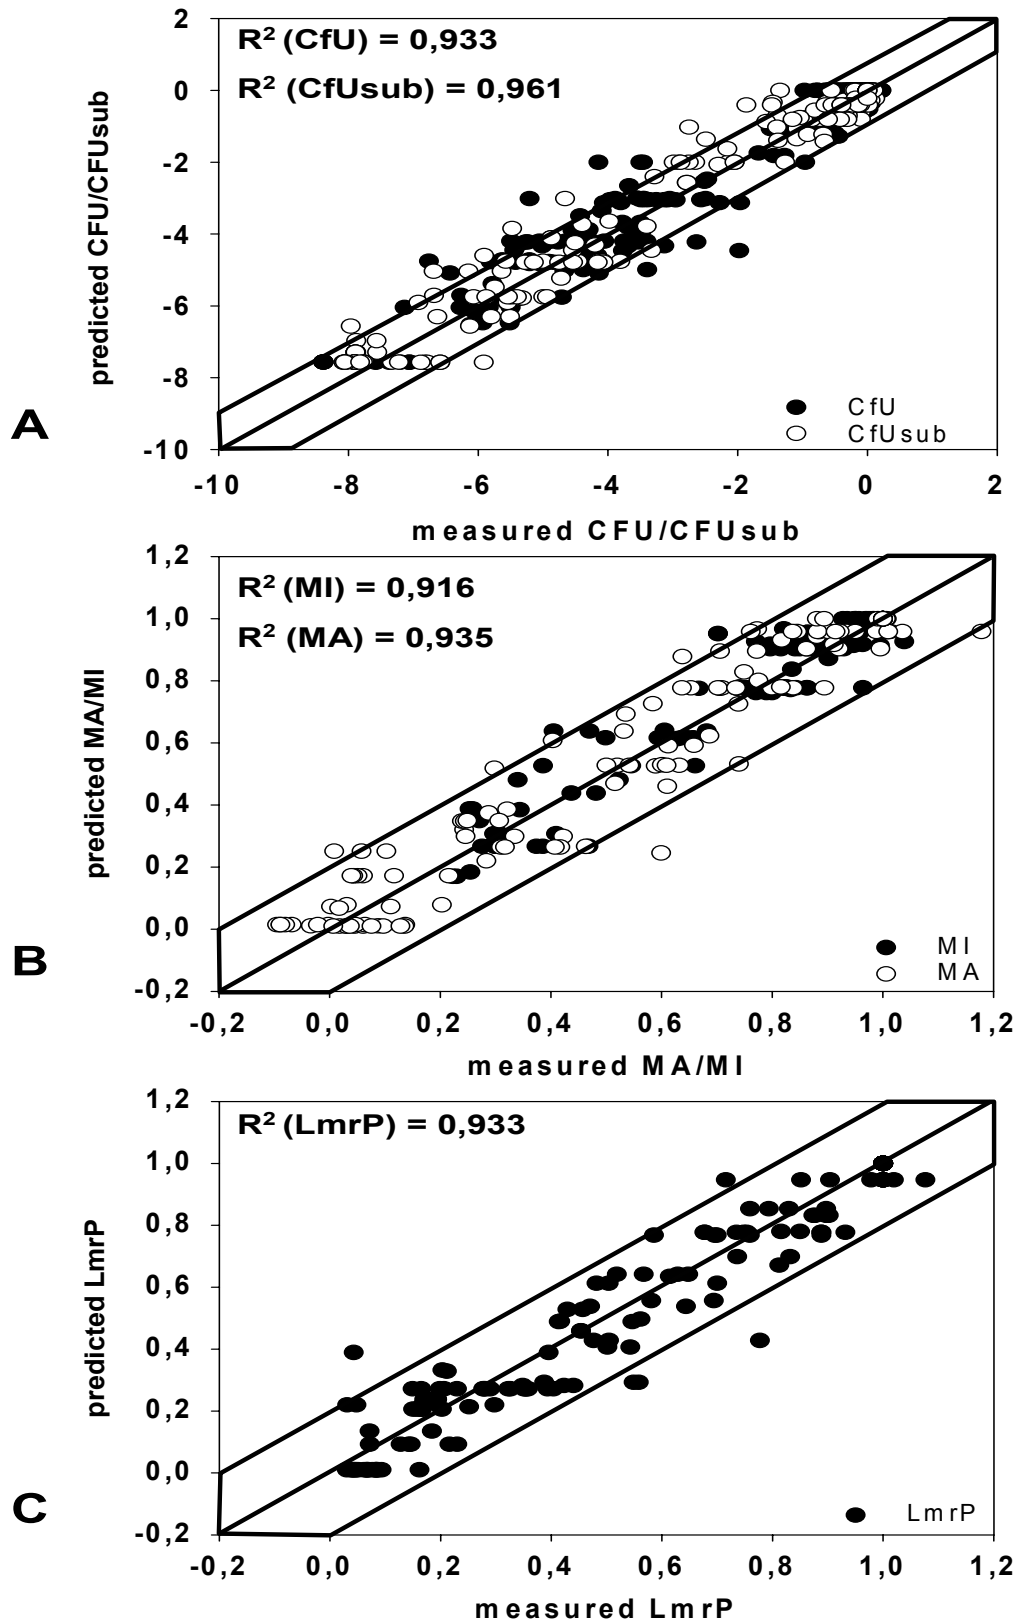 2
R² (CfU) = 0,933
0
R² (CfUsub) = 0,961
-2
-4
-6
-8
-10
predicted CFU/CFUsub
A
CfU
CfUsub
-10 -8 -6 -4 -2 0 2
measured CFU/CFUsub
1,2
R² (MI) = 0,916
1,0
R² (MA) = 0,935
0,8
0,6
0,4
0,2
0,0
-0,2
predicted MA/MI
B
MI
MA
-0,2 0,0 0,2 0,4 0,6 0,8 1,0 1,2
measured MA/MI
1,2
R² (LmrP) = 0,933
1,0
0,8
0,6
0,4
0,2
0,0
-0,2
predicted LmrP
C
LmrP
-0,2 0,0 0,2 0,4 0,6 0,8 1,0 1,2
measured LmrP